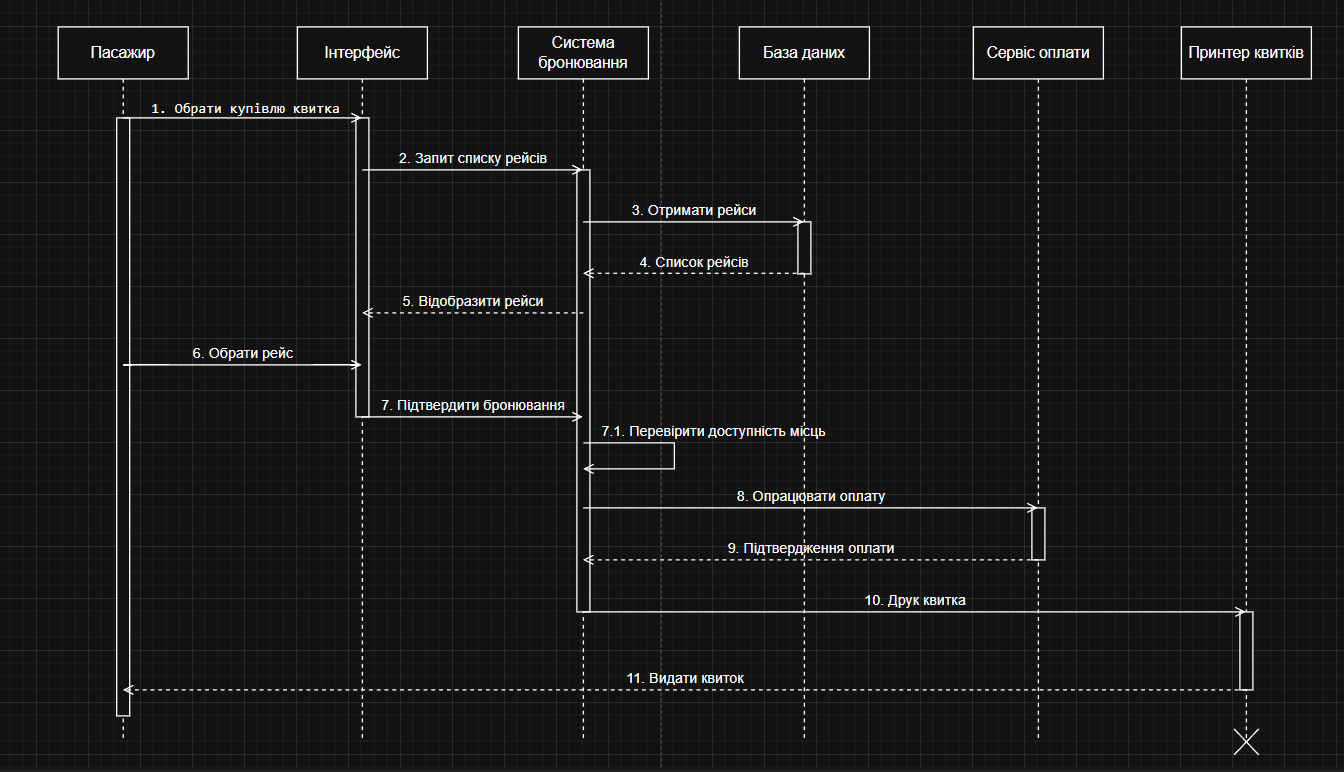 Пасажир
Інтерфейс
Система
бронювання
База даних
Сервіс оплати
Принтер квитків
1. Обрати купівлю квитка
2. Запит списку рейсів
3. Отримати рейси
4. Список рейсів
5. Відобразити рейси
6. Обрати рейс
7. Підтвердити бронювання
7.1. Перевірити доступність місць
8. Опрацювати оплату
9. Підтвердження оплати
10. Друк квитка
11. Видати квиток